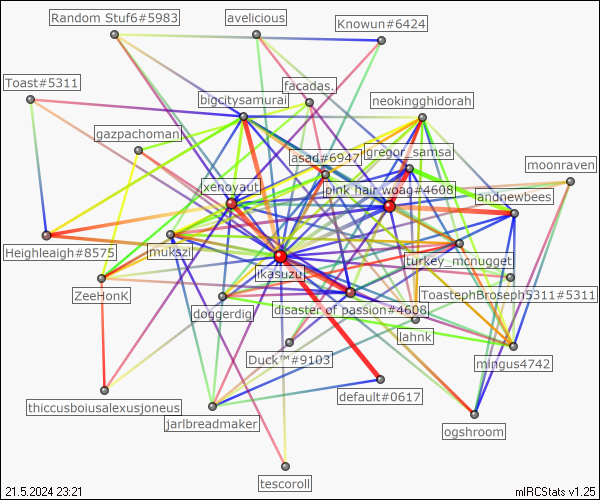 Random Stuf6#5983
avelicious
Knowun#6424
Toast#5311
facadas.
bigcitysamurai
neokingghidorah
gazpachoman
gregor_samsa
asad#6947
moonraven
xenoyaut
pink hair woag#4608
andnewbees
Heighleaigh#8575
mukszil
turkey_mcnugget
jikasuzu
ZeeHonK
ToastephBroseph5311#5311
doggerdig
disaster of passion#4608
lahnk
Duck™#9103
mingus4742
thiccusboiusalexusjoneus
default#0617
jarlbreadmaker
ogshroom
tescoroll
21.5.2024 23:21
mIRCStats v1.25